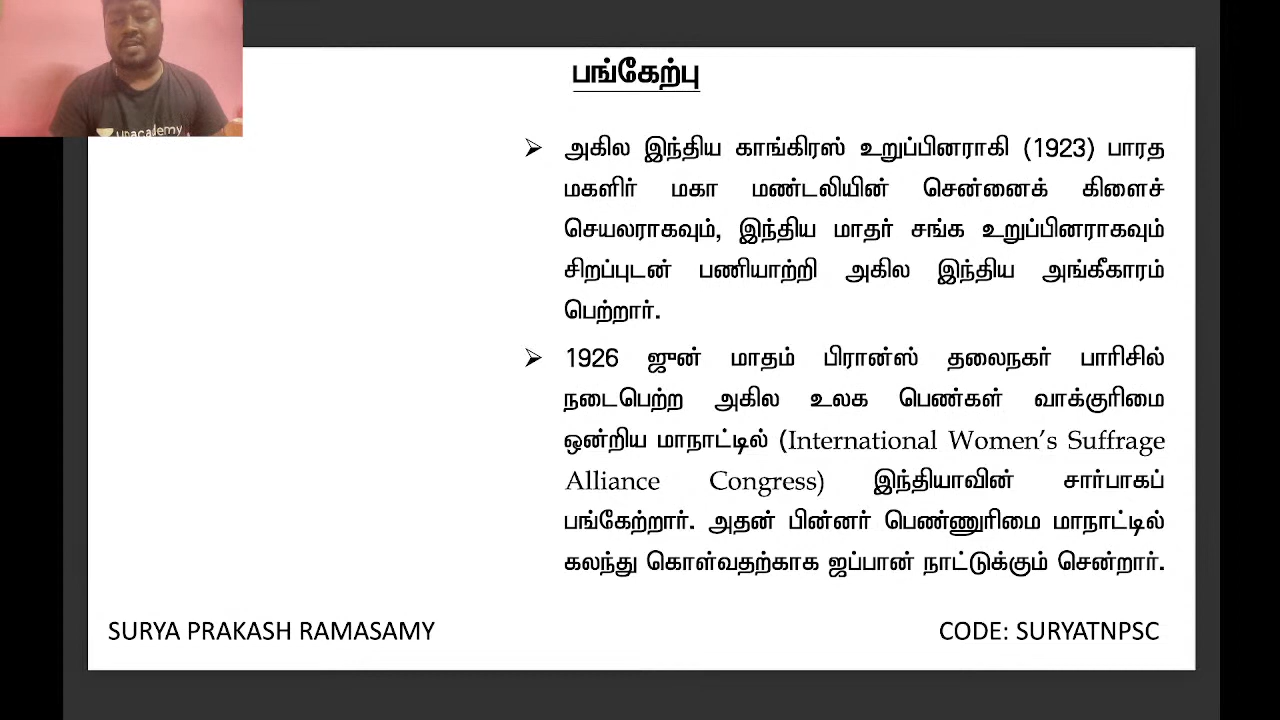 unacademy
பங்கேற்பு
➢ அகில இந்திய காங்கிரஸ் உறுப்பினராகி (1923) பாரத
மகளிர் மகா மண்டலியின் சென்னைக் கிளைச்
செயலராகவும், இந்திய மாதர் சங்க உறுப்பினராகவும்
சிறப்புடன் பணியாற்றி அகில இந்திய அங்கீகாரம்
பெற்றார்.
➢ 1926 ஜுன் மாதம் பிரான்ஸ் தலைநகர் பாரிசில்
நடைபெற்ற அகில உலக பெண்கள் வாக்குரிமை
ஒன்றிய மாநாட்டில் (International Women’s Suffrage
Alliance Congress) இந்தியாவின் சார்பாகப்
பங்கேற்றார். அதன் பின்னர் பெண்ணுரிமை மாநாட்டில்
கலந்து கொள்வதற்காக ஜப்பான் நாட்டுக்கும் சென்றார்.
SURYA PRAKASH RAMASAMY
CODE: SURYATNPSC